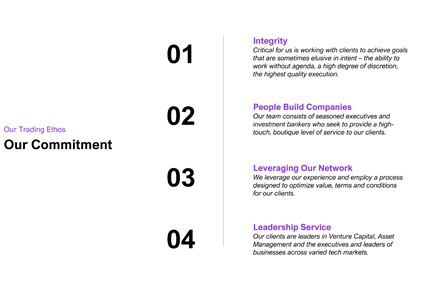 Our Trading Ethos
Our Commitment
01
Integrity
Critical for us is working with clients to achieve goals
that are sometimes elusive in intent – the ability to
work without agenda, a high degree of discretion,
the highest quality execution.
02
People Build Companies
Our team consists of seasoned executives and
investment bankers who seek to provide a high-
touch, boutique level of service to our clients.
03
Leveraging Our Network
We leverage our experience and employ a process
designed to optimize value, terms and conditions
for our clients.
04
Leadership Service
Our clients are leaders in Venture Capital, Asset
Management and the executives and leaders of
businesses across varied tech markets.